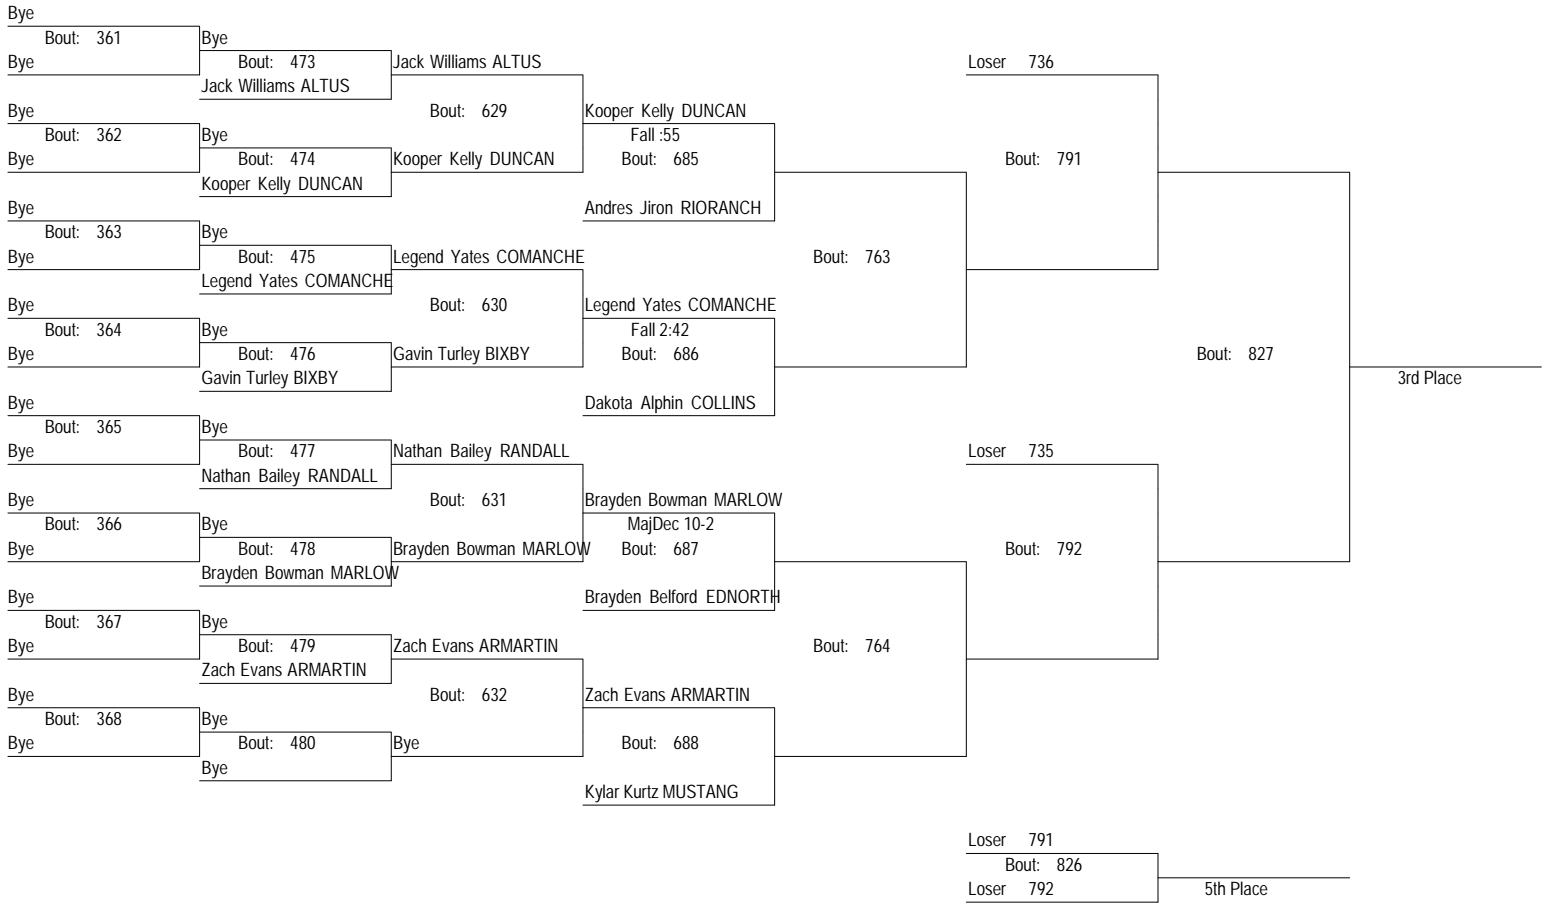 Bye
Bout: 361
Bye
Bye
Bout: 473
Jack Williams ALTUS
Jack Williams ALTUS
Loser 736
Bye
Bout: 629
Kooper Kelly DUNCAN
Bout: 362
Bye
Fall :55
Bye
Bout: 474
Kooper Kelly DUNCAN
Bout: 685
Bout: 791
Kooper Kelly DUNCAN
Bye
Andres Jiron RIORANCH
Bout: 363
Bye
Bye
Bout: 475
Legend Yates COMANCHE
Bout: 763
Legend Yates COMANCHE
Bye
Bout: 630
Legend Yates COMANCHE
Bout: 364
Bye
Fall 2:42
Bye
Bout: 476
Gavin Turley BIXBY
Bout: 686
Bout: 827
Gavin Turley BIXBY
3rd Place
Bye
Dakota Alphin COLLINS
Bout: 365
Bye
Bye
Bout: 477
Nathan Bailey RANDALL
Loser 735
Nathan Bailey RANDALL
Bye
Bout: 631
Brayden Bowman MARLOW
Bout: 366
Bye
MajDec 10-2
Bye
Bout: 478
Brayden Bowman MARLOW
Bout: 687
Bout: 792
Brayden Bowman MARLOW
Bye
Brayden Belford EDNORTH
Bout: 367
Bye
Bye
Bout: 479
Zach Evans ARMARTIN
Bout: 764
Zach Evans ARMARTIN
Bye
Bout: 632
Zach Evans ARMARTIN
Bout: 368
Bye
Bye
Bout: 480
Bye
Bout: 688
Bye
Kylar Kurtz MUSTANG
Loser 791
Bout: 826
Loser 792
5th Place